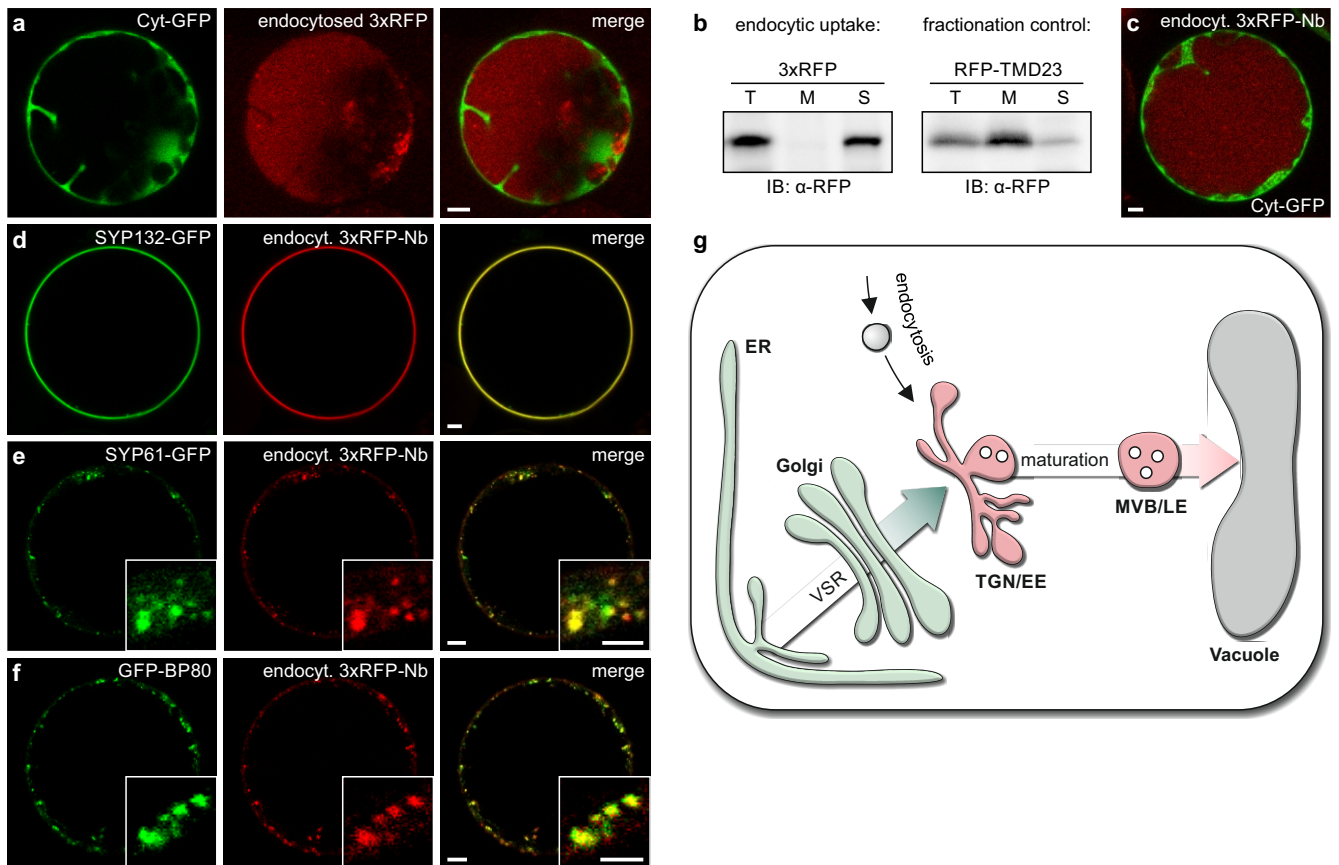 a
Cyt-GFP
endocytosed 3xRFP
merge
b
endocytic uptake:
fractionation control:
3xRFP
RFP-TMD23
T M S
T M S
IB: α-RFP
IB: α-RFP
c
endocyt. 3xRFP-Nb
Cyt-GFP
d
SYP132-GFP
endocyt. 3xRFP-Nb
merge
e
SYP61-GFP
endocyt. 3xRFP-Nb
merge
f
GFP-BP80
endocyt. 3xRFP-Nb
merge
g
endocytosis
ER
Golgi
VSR
maturation
MVB/LE
TGN/EE
Vacuole